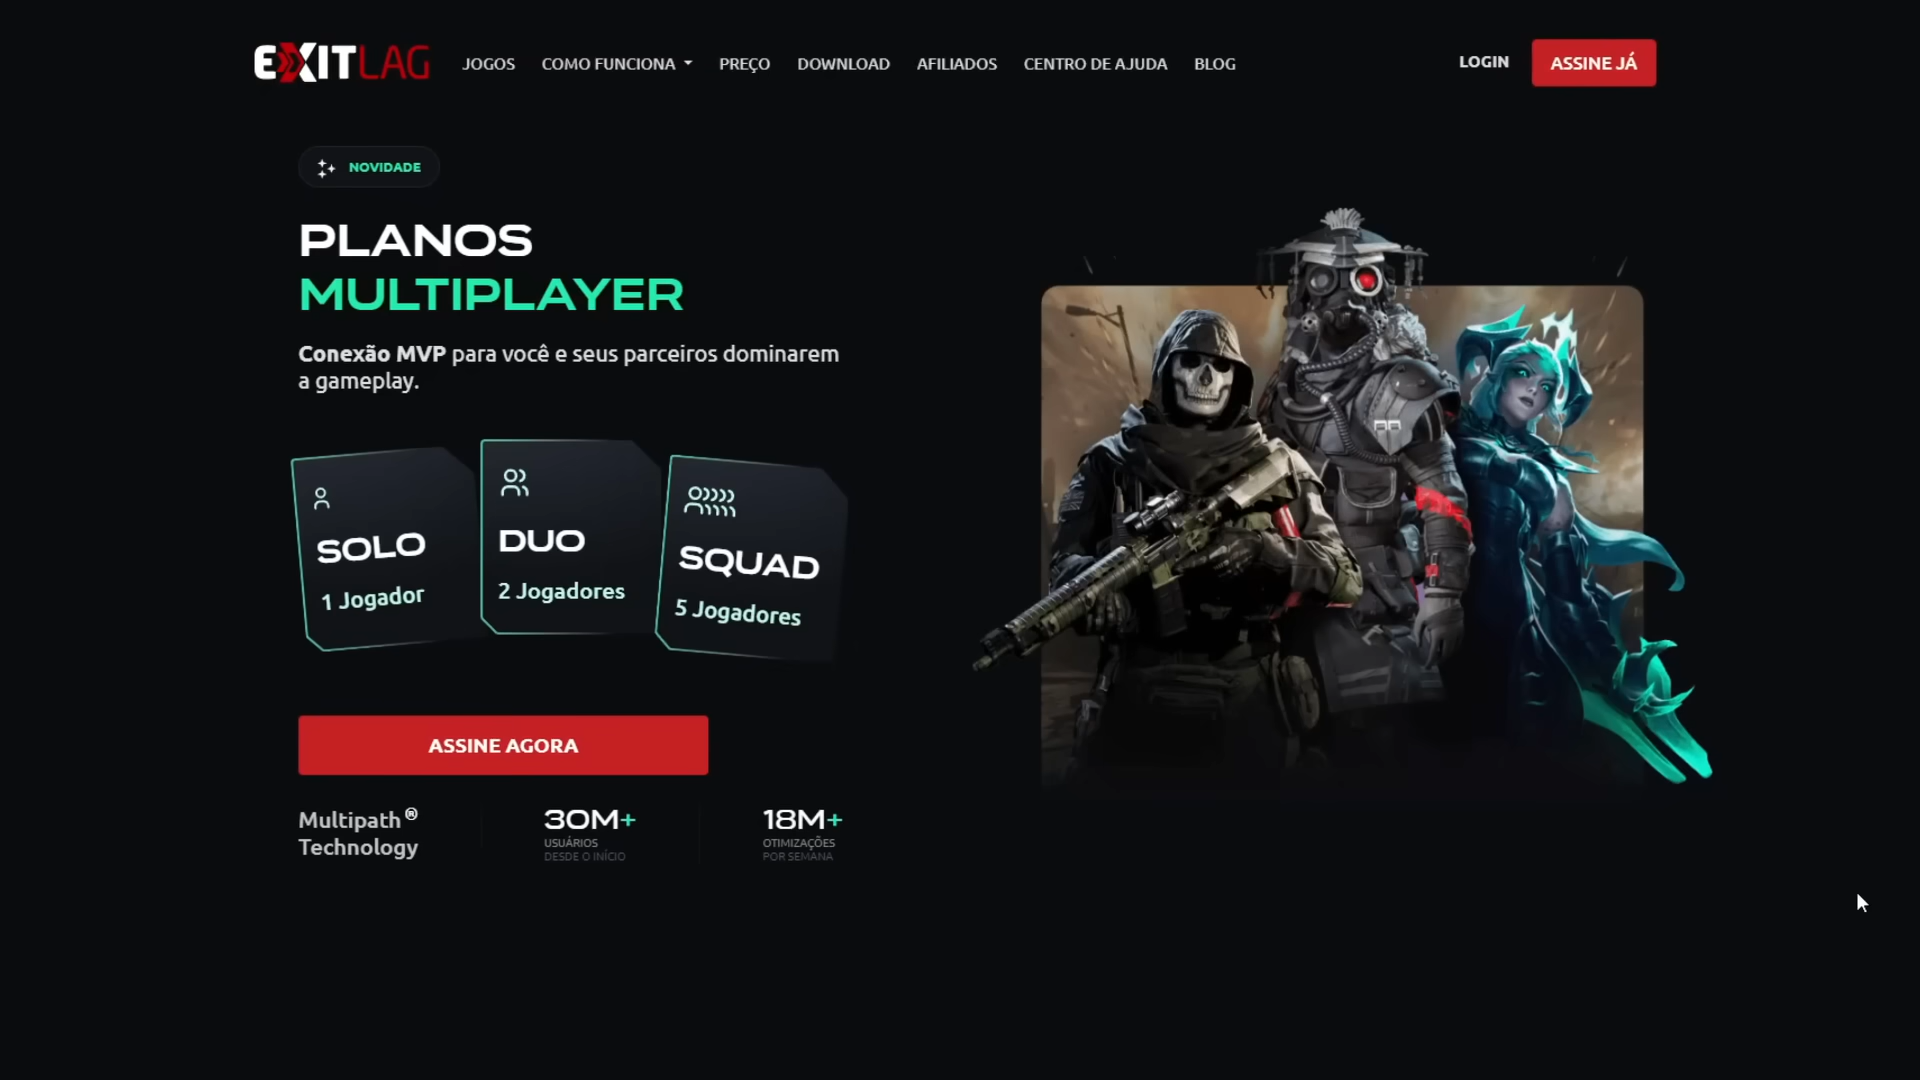 EXITLAG
JOGOS
COMO FUNCIONA
PREÇO
DOWNLOAD
AFILIADOS
CENTRO DE AJUDA
BLOG
LOGIN
ASSINE JÁ
NOVIDADE
PLANOS
MULTIPLAYER
Conexão MVP para você e seus parceiros dominarem
a gameplay.
SOLO
1 Jogador
DUO
2 Jogadores
SQUAD
5 Jogadores
ASSINE AGORA
Multipath ®
Technology
30M+
USUÁRIOS
DESDE O INÍCIO
18M+
OTIMIZAÇÕES
POR SEMANA